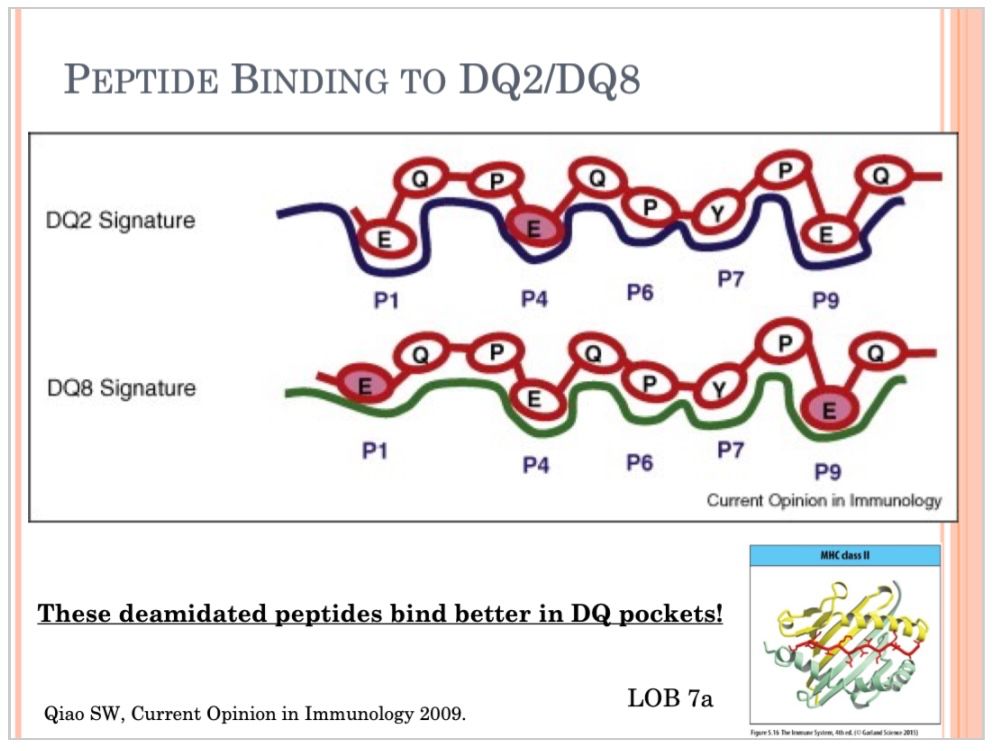 PEPTIDE BINDING TO DQ2/DQ8
Q P Q P Y P Q
DQ2 Signature
E E E
P1 P4 P6 P7 P9
E Q P Q P Y P Q
DQ8 Signature
E E
P1 P4 P6 P7 P9
Current Opinion in Immunology
MHC class II
These deamidated peptides bind better in DQ pockets!
LOB 7a
Qiao SW, Current Opinion in Immunology 2009.
Figure 5.16 The Immune System, 4th ed. (© Garland Science 2015)